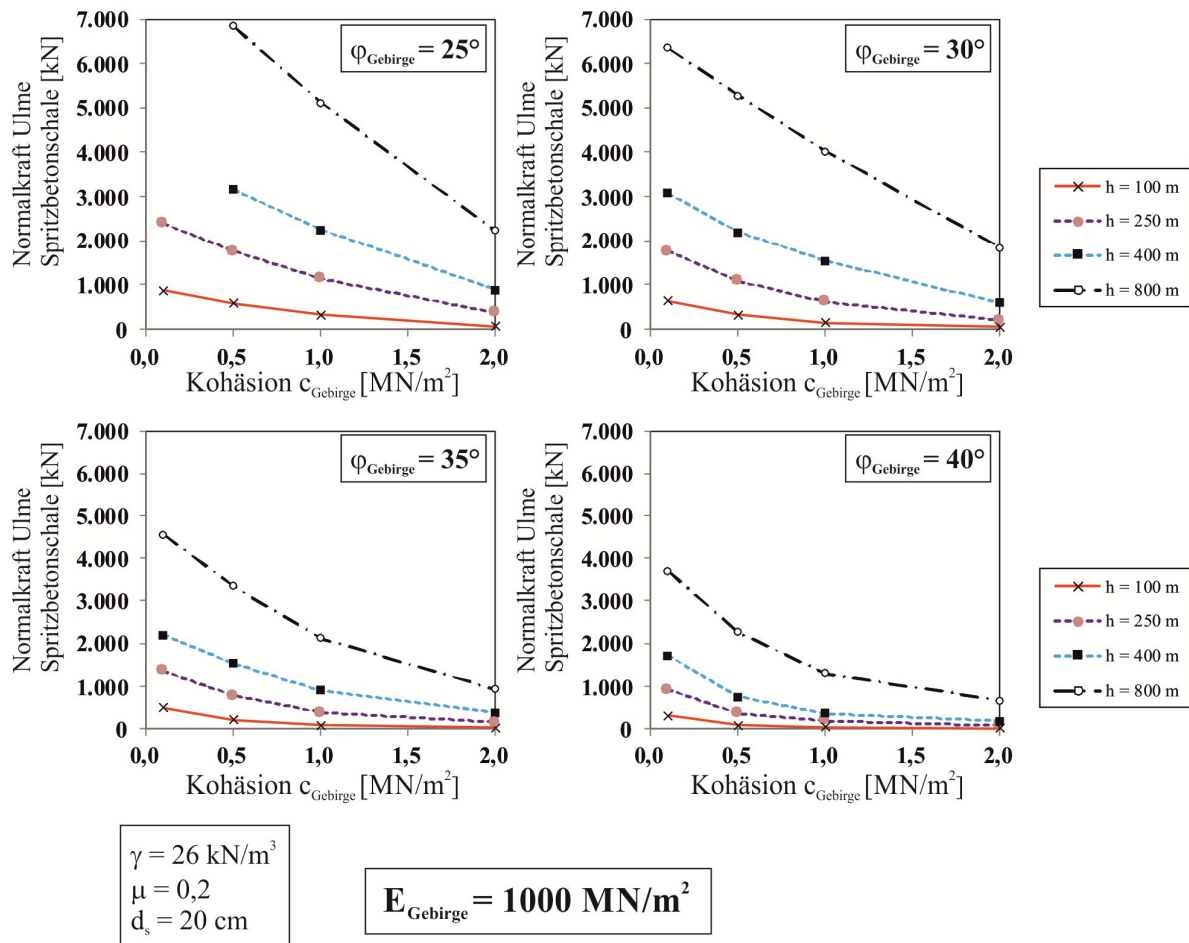 Normalkraft Ulme
Spritzbetonschale [kN]
7.000
6.000
5.000
4.000
3.000
2.000
1.000
0
φGebirge = 25°
0,0 0,5 1,0 1,5 2,0
Kohäsion cGebirge [MN/m²]
Normalkraft Ulme
Spritzbetonschale [kN]
7.000
6.000
5.000
4.000
3.000
2.000
1.000
0
φGebirge = 30°
0,0 0,5 1,0 1,5 2,0
Kohäsion cGebirge [MN/m²]
h = 100 m
h = 250 m
h = 400 m
h = 800 m
Normalkraft Ulme
Spritzbetonschale [kN]
7.000
6.000
5.000
4.000
3.000
2.000
1.000
0
φGebirge = 35°
0,0 0,5 1,0 1,5 2,0
Kohäsion cGebirge [MN/m²]
Normalkraft Ulme
Spritzbetonschale [kN]
7.000
6.000
5.000
4.000
3.000
2.000
1.000
0
φGebirge = 40°
0,0 0,5 1,0 1,5 2,0
Kohäsion cGebirge [MN/m²]
h = 100 m
h = 250 m
h = 400 m
h = 800 m
γ = 26 kN/m³
μ = 0,2
ds = 20 cm
EGebirge = 1000 MN/m²